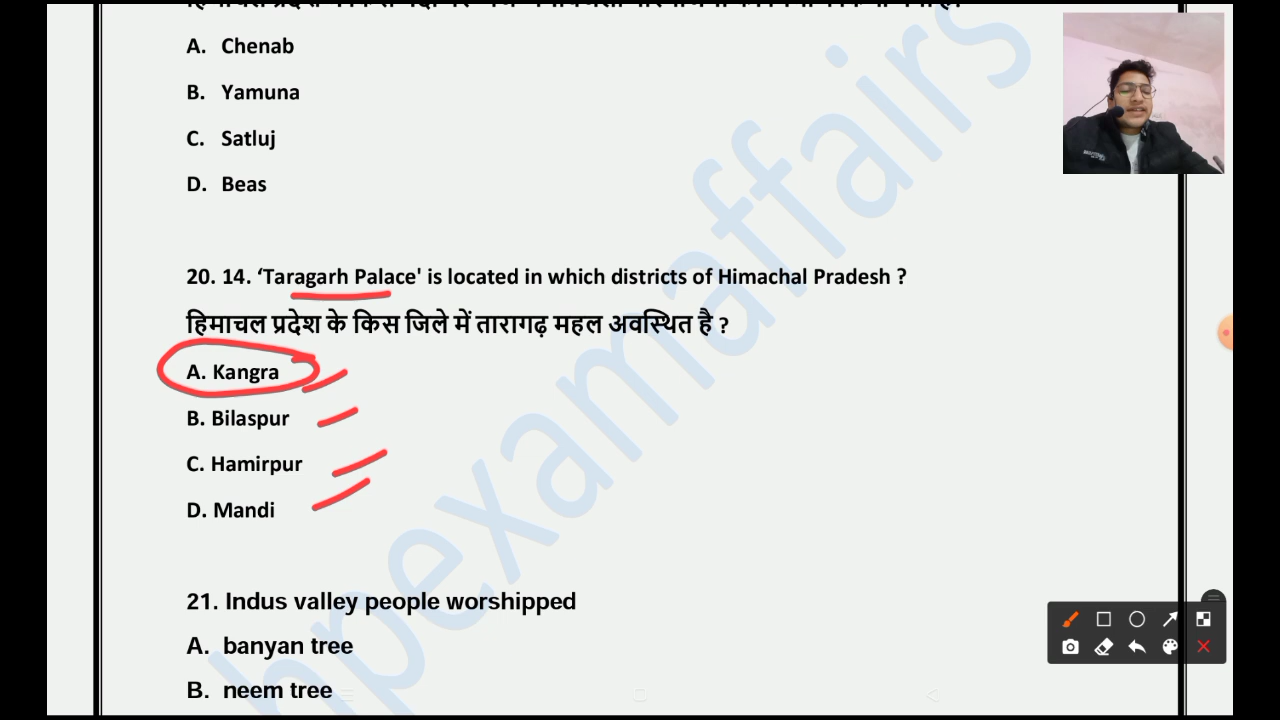 A. Chenab
B. Yamuna
C. Satluj
D. Beas
20. 14. ‘Taragarh Palace' is located in which districts of Himachal Pradesh ?
हिमाचल प्रदेश के किस जिले में तारागढ़ महल अवस्थित है ?
A. Kangra
B. Bilaspur
C. Hamirpur
D. Mandi
21. Indus valley people worshipped
A. banyan tree
B. neem tree
hpexamaffairs